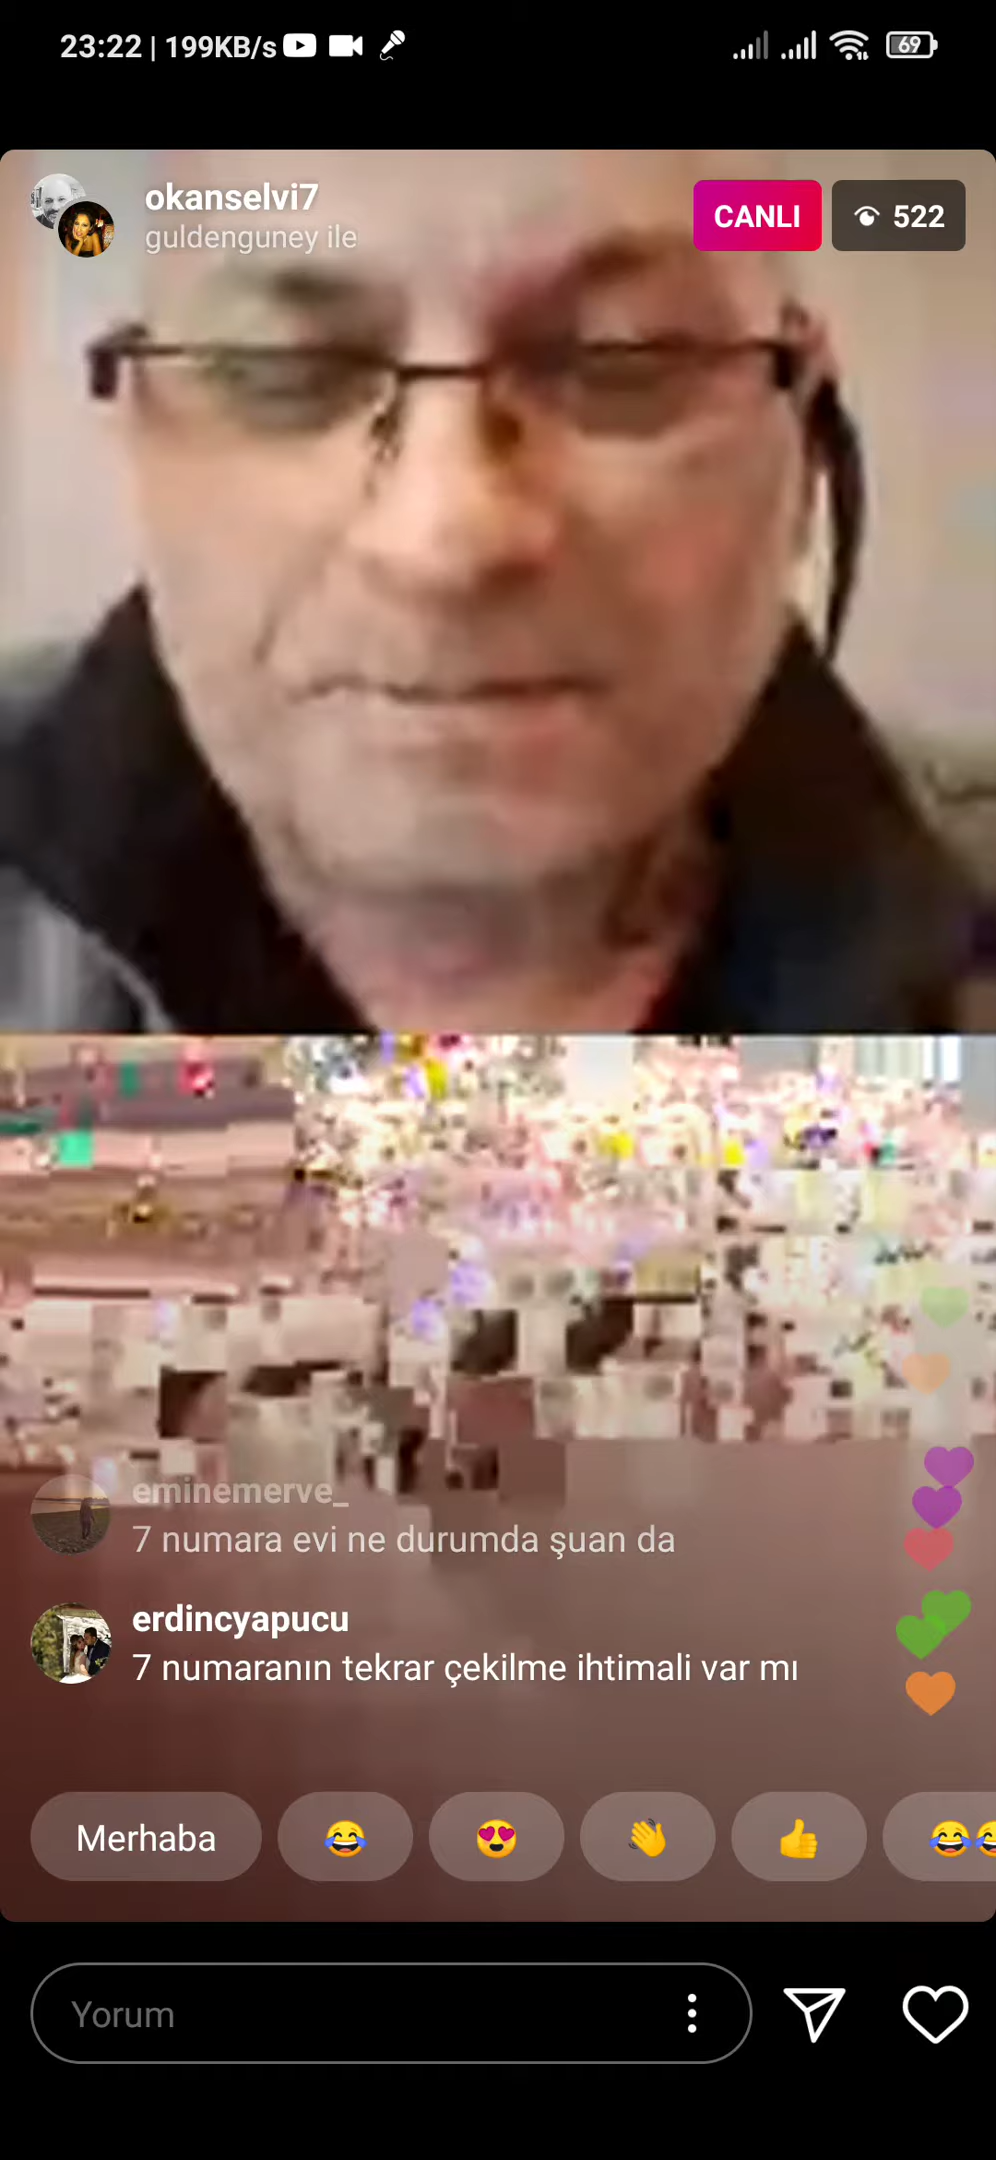 23:22 | 199KB/s
69
okanselvi7
guldenguney ile
CANLI
522
eminemerve_
7 numara evi ne durumda şuan da
erdincyapucu
7 numaranın tekrar çekilme ihtimali var mı
Merhaba
Yorum